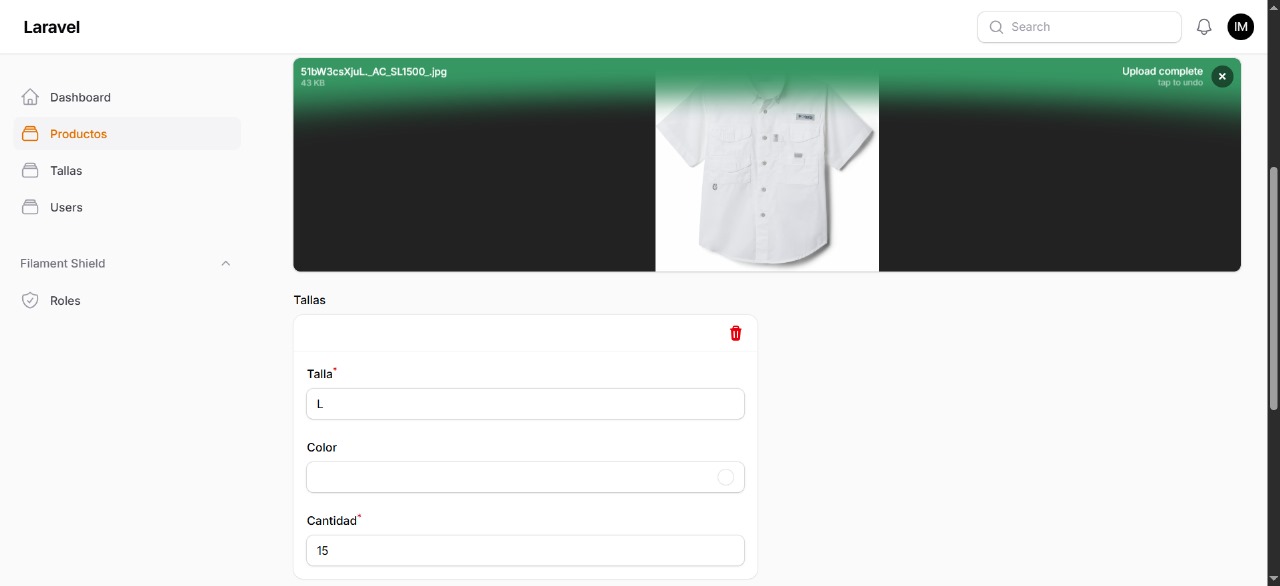 Laravel
Search
IM
Dashboard
Productos
Tallas
Users
Filament Shield
Roles
51bW3csXjuL._AC_SL1500_.jpg
43 KB
Upload complete
tap to undo
Tallas
Talla*
L
Color
Cantidad*
15